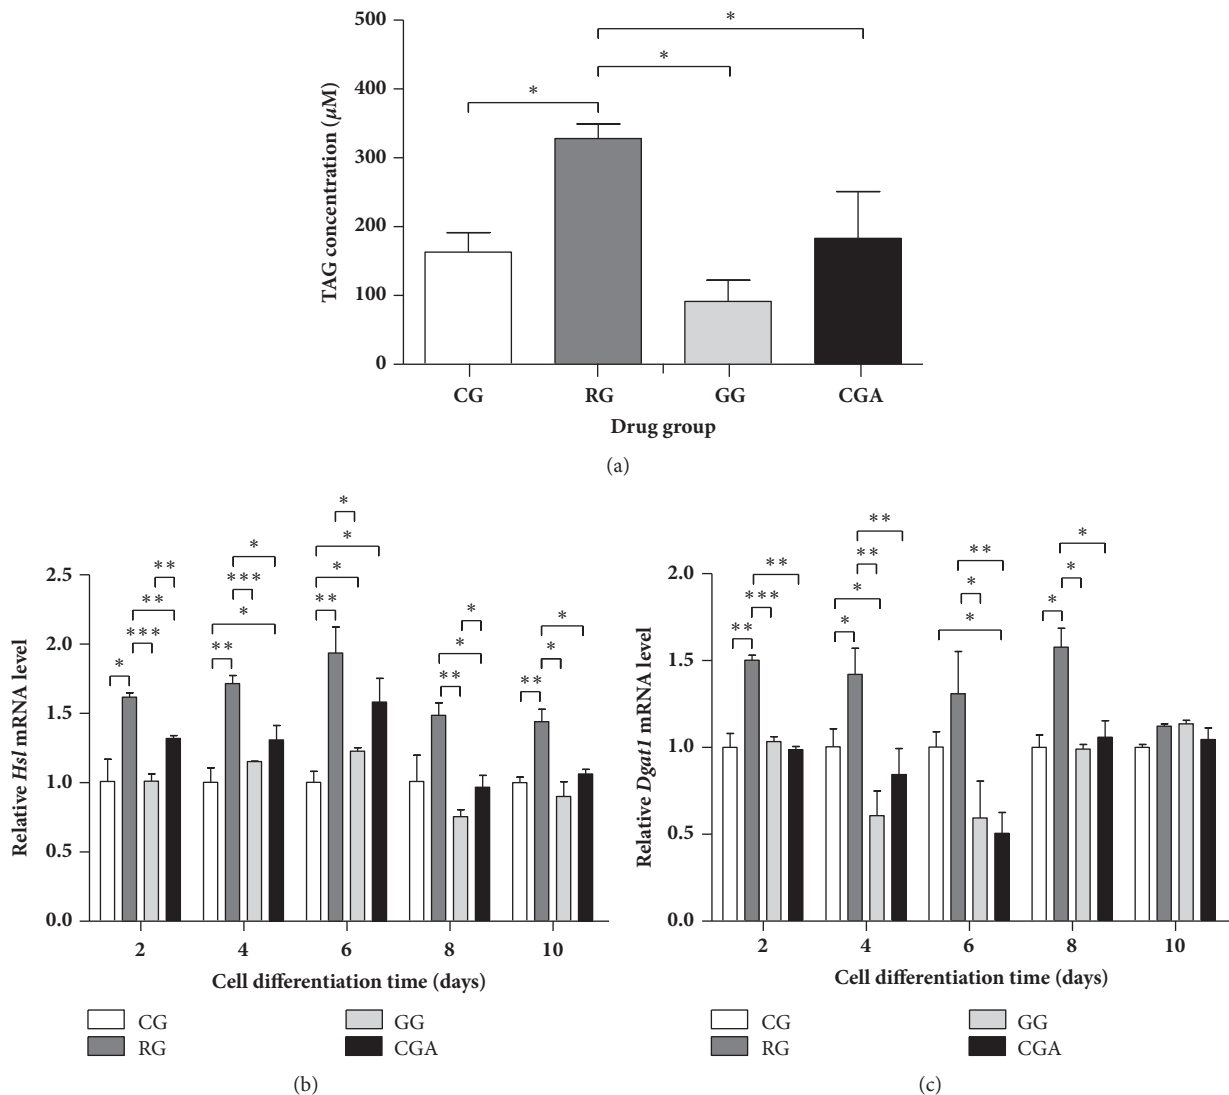 500
400
300
200
100
0
TAG concentration (μM)
*
*
*
CG RG GG CGA
Drug group
(a)
2.5
2.0
1.5
1.0
0.5
0.0
Relative Hsl mRNA level
* *** ** **
** * *** *
** * * *
** * *
** * *
2 4 6 8 10
Cell differentiation time (days)
CG GG
RG CGA
(b)
2.0
1.5
1.0
0.5
0.0
Relative Dgat1 mRNA level
** *** **
* * ** **
* * **
* * *
2 4 6 8 10
Cell differentiation time (days)
CG GG
RG CGA
(c)